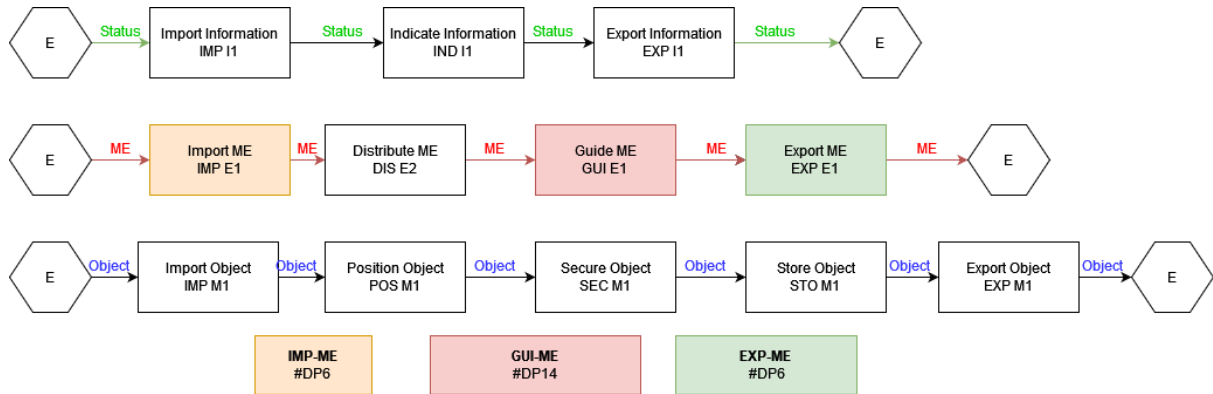 Status
Status
Status
Status
E
Import Information
IMP I1
Indicate Information
IND I1
Export Information
EXP I1
E
ME
ME
ME
ME
ME
E
Import ME
IMP E1
Distribute ME
DIS E2
Guide ME
GUI E1
Export ME
EXP E1
E
Object
Object
Object
Object
Object
Object
E
Import Object
IMP M1
Position Object
POS M1
Secure Object
SEC M1
Store Object
STO M1
Export Object
EXP M1
E
IMP-ME
#DP6
GUI-ME
#DP14
EXP-ME
#DP6